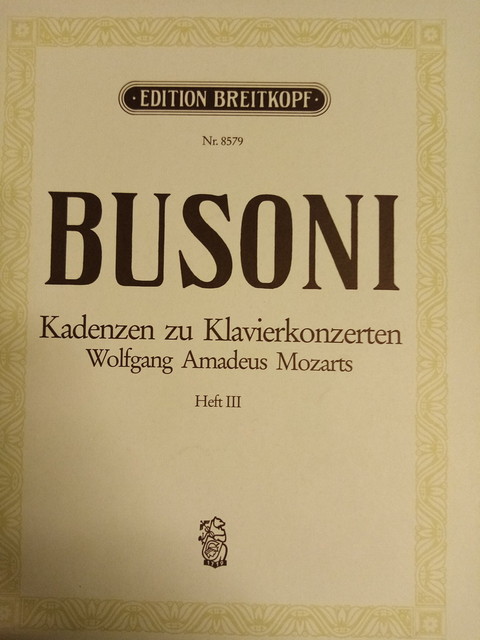 ·EDITION BREITKOPF·
Nr. 8579
BUSONI
Kadenzen zu Klavierkonzerten
Wolfgang Amadeus Mozarts
Heft III